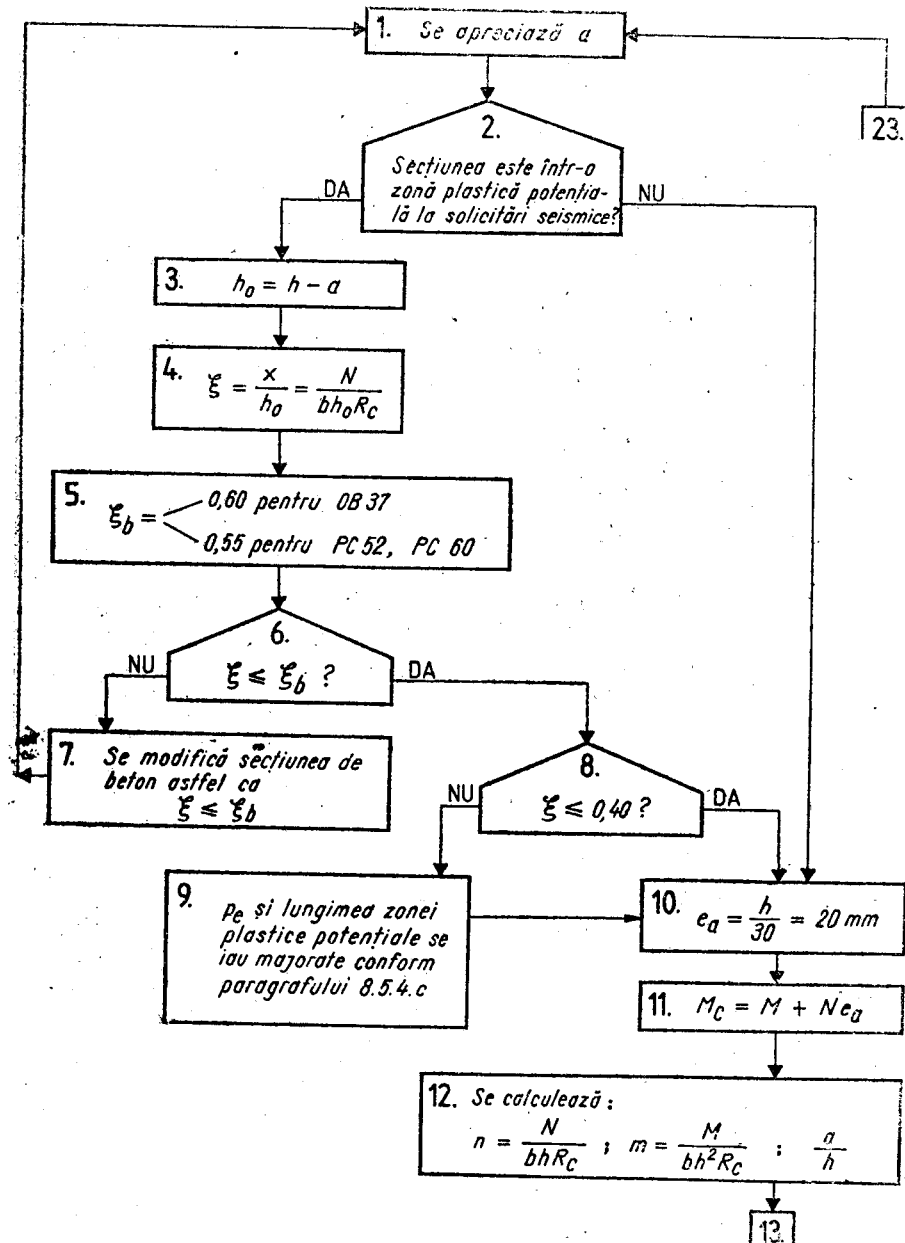 1. Se apreciază a
23.
2.
Secțiunea este într-o
zonă plastică potenția-
lă la solicitări seismice?
DA
NU
3. h₀ = h − a
4. ξ = x/h₀ = N/bh₀Rc
5. ξb = 0,60 pentru OB 37
0,55 pentru PC 52, PC 60
6.
ξ ≤ ξb ?
NU
DA
7. Se modifică secțiunea de
beton astfel ca
ξ ≤ ξb
8.
ξ ≤ 0,40 ?
NU
DA
9.
pe și lungimea zonei
plastice potențiale se
iau majorate conform
paragrafului 8.5.4.c
10. ea = h/30 = 20 mm
11. Mc = M + Nea
12. Se calculează :
n = N/bhRc ; m = M/bh²Rc ; a/h
13.